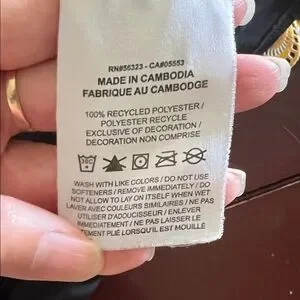 RN#56323 - CA#05553
MADE IN CAMBODIA
FABRIQUE AU CAMBODGE
100% RECYCLED POLYESTER /
POLYESTER RECYCLE
EXCLUSIVE OF DECORATION /
DECORATION NON COMPRISE
WASH WITH LIKE COLORS / DO NOT USE
SOFTENERS / REMOVE IMMEDIATELY / DO
NOT ALLOW TO LAY ON ITSELF WHEN WET
LAVER AVEC COULEURS SIMILAIRES / NE PAS
UTILISER D'ADOUCISSEUR / ENLEVER
IMMEDIATEMENT / NE PAS LAISSER LE
VETEMENT PLIÉ LORSQU'IL EST MOUILLÉ